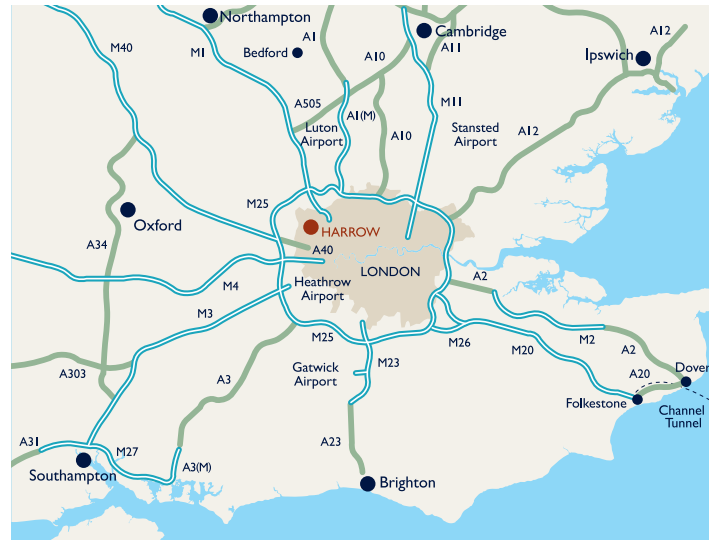 Northampton
A1
Cambridge
A12
M40
M1
Bedford
A10
A11
Ipswich
A505
M11
A1(M)
Luton
Airport
A10
Stansted
Airport
A12
M25
Oxford
HARROW
A34
A40
LONDON
A2
M4
Heathrow
Airport
M3
M25
M26
M20
M2
A2
M23
A303
A3
Gatwick
Airport
A20
Dover
Folkestone
Channel
Tunnel
A31
M27
A23
Southampton
A3(M)
Brighton